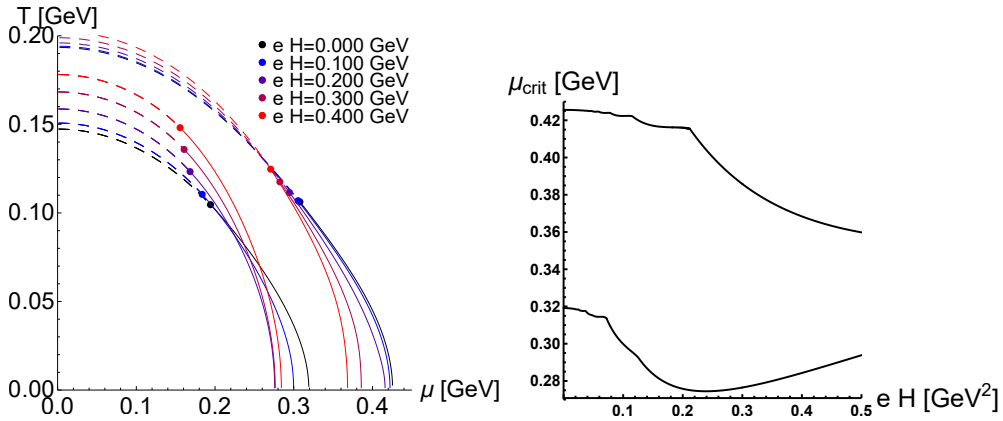 T [GeV]
0.20
0.15
0.10
0.05
0.00
0.0
0.1
0.2
0.3
0.4
μ [GeV]
e H=0.000 GeV
e H=0.100 GeV
e H=0.200 GeV
e H=0.300 GeV
e H=0.400 GeV
μcrit [GeV]
0.42
0.40
0.38
0.36
0.34
0.32
0.30
0.28
0.1
0.2
0.3
0.4
0.5
e H [GeV²]